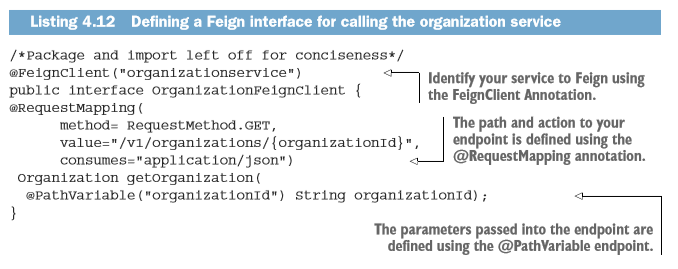 Listing 4.12 Defining a Feign interface for calling the organization service
/*Package and import left off for conciseness*/
@FeignClient("organizationservice")
public interface OrganizationFeignClient {
@RequestMapping(
method= RequestMethod.GET,
value="/v1/organizations/{organizationId}",
consumes="application/json")
Organization getOrganization(
@PathVariable("organizationId") String organizationId);
}
Identify your service to Feign using
the FeignClient Annotation.
The path and action to your
endpoint is defined using the
@RequestMapping annotation.
The parameters passed into the endpoint are
defined using the @PathVariable endpoint.